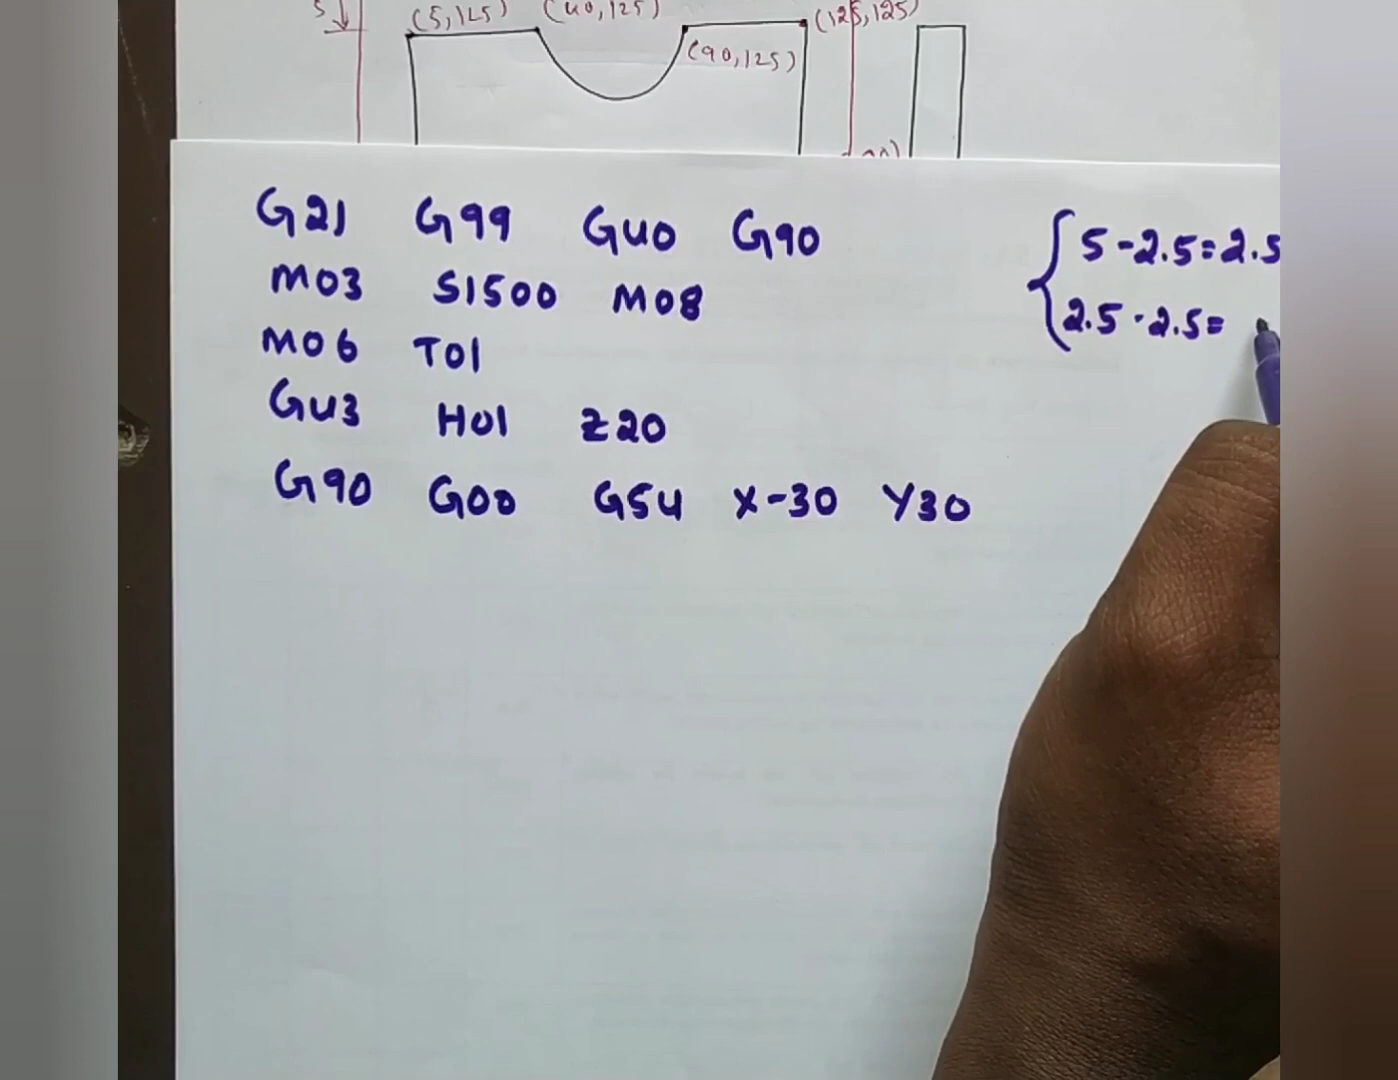 5
(5,125) (40,125) (125,125)
(90,125)
G21 G99 G40 G90
M03 S1500 M08
M06 T01
G43 H01 Z20
G90 G00 G54 X-30 Y30
5-2.5=2.5
2.5-2.5=